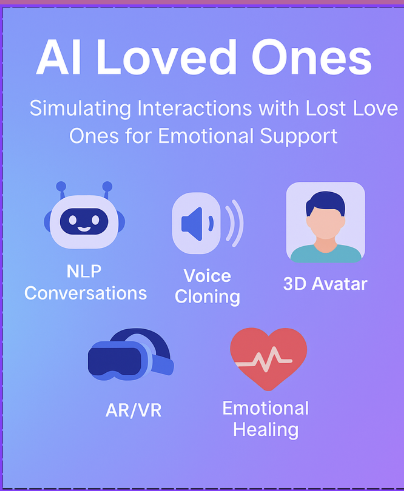 AI Loved Ones
Simulating Interactions with Lost Love
Ones for Emotional Support
NLP
Conversations
Voice
Cloning
3D Avatar
AR/VR
Emotional
Healing